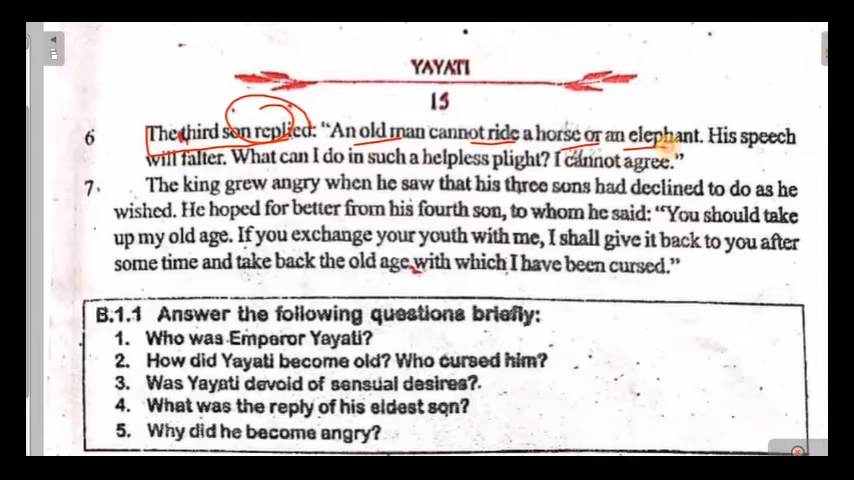 YAYATI
15
6 The third son replied: “An old man cannot ride a horse or an elephant. His speech
will falter. What can I do in such a helpless plight? I cannot agree.”
7. The king grew angry when he saw that his three sons had declined to do as he
wished. He hoped for better from his fourth son, to whom he said: “You should take
up my old age. If you exchange your youth with me, I shall give it back to you after
some time and take back the old age, with which I have been cursed.”
B.1.1 Answer the following questions briefly:
1. Who was Emperor Yayati?
2. How did Yayati become old? Who cursed him?
3. Was Yayati devoid of sensual desires?
4. What was the reply of his eldest son?
5. Why did he become angry?